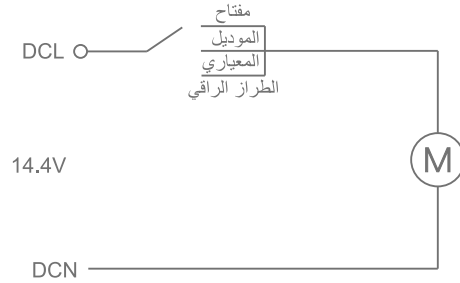 مفتاح
الموديل
المعياري
الطراز الراقي
DCL
14.4V
M
DCN